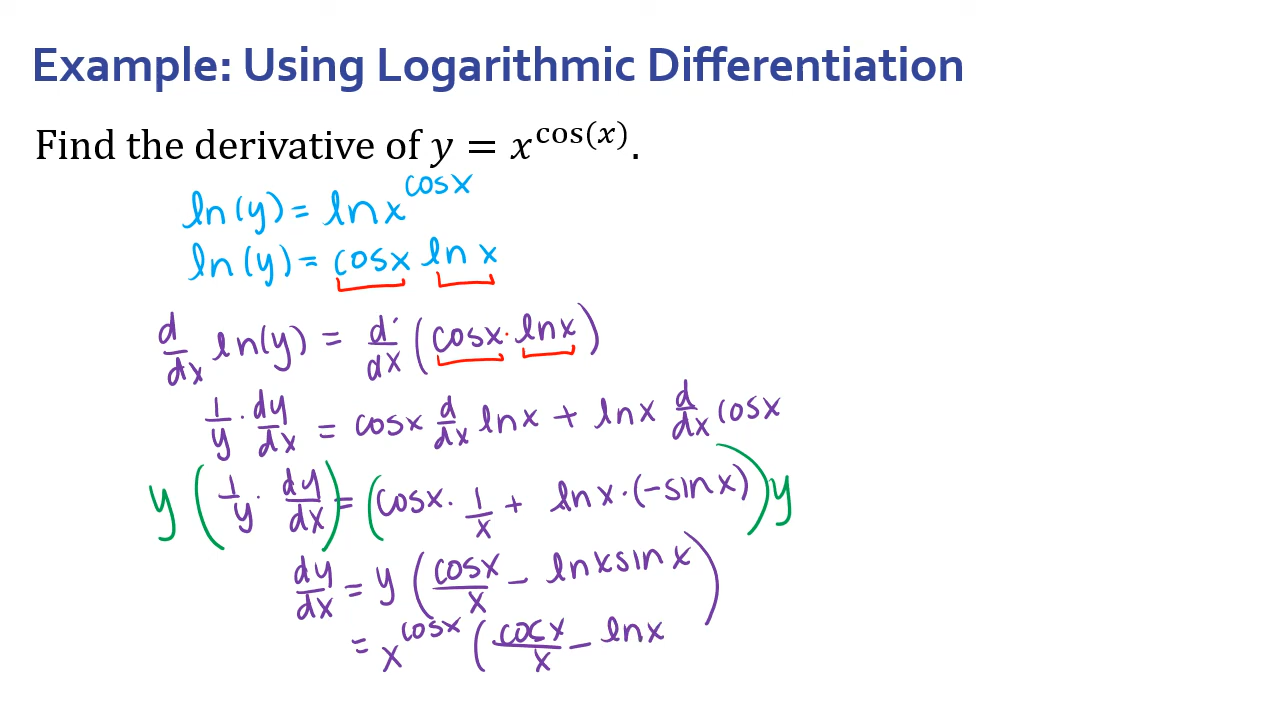 Example: Using Logarithmic Differentiation
Find the derivative of y = x^cos(x).
ln(y) = ln x^cosx
ln(y) = cosx ln x
d/dx ln(y) = d/dx (cosx · lnx)
1/y · dy/dx = cosx d/dx lnx + lnx d/dx cosx
y (1/y · dy/dx) = (cosx · 1/x + lnx · (-sinx)) y
dy/dx = y (cosx/x - lnxsinx)
= x^cosx (cosx/x - lnx